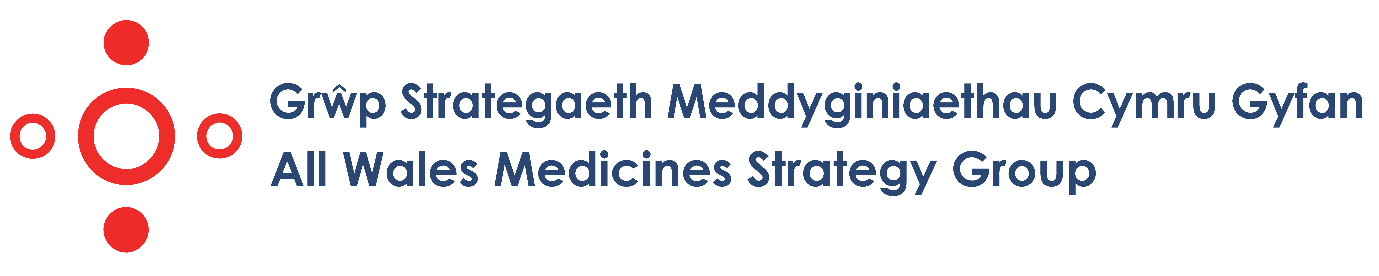 Grŵp Strategaeth Meddyginiaethau Cymru Gyfan
All Wales Medicines Strategy Group